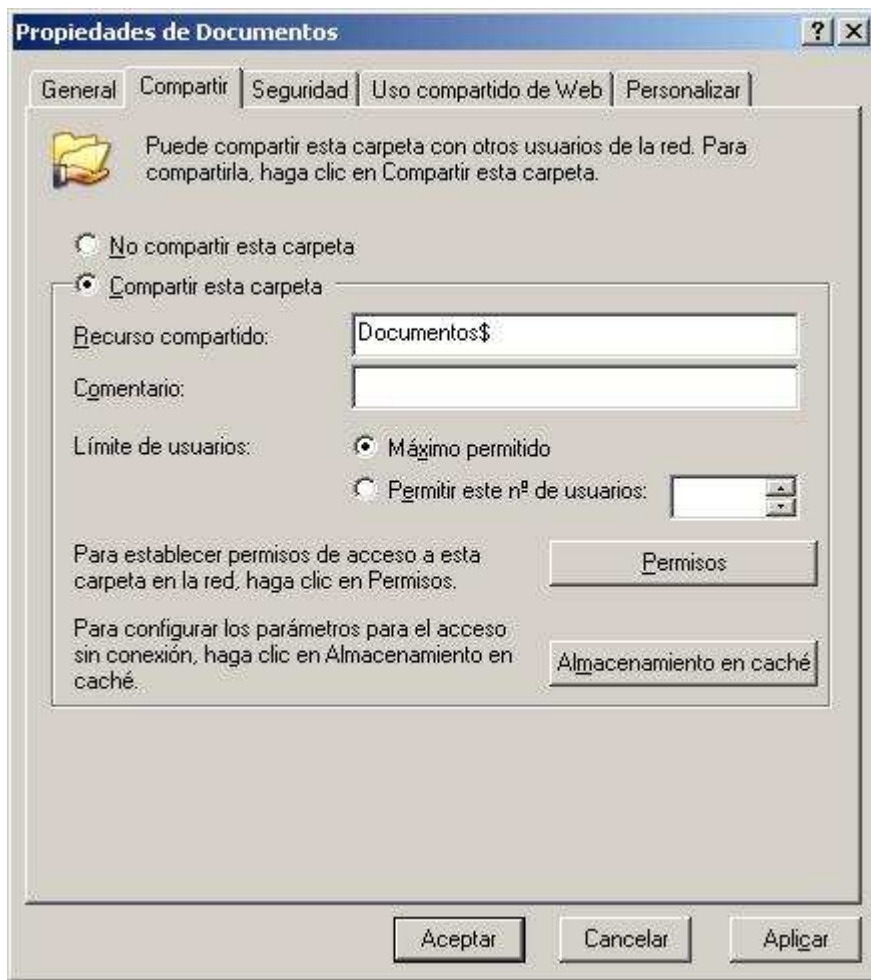 Propiedades de Documentos
General Compartir Seguridad Uso compartido de Web Personalizar
Puede compartir esta carpeta con otros usuarios de la red. Para
compartirla, haga clic en Compartir esta carpeta.
No compartir esta carpeta
Compartir esta carpeta
Recurso compartido: Documentos$
Comentario:
Límite de usuarios: Máximo permitido
Permitir este nº de usuarios:
Para establecer permisos de acceso a esta
carpeta en la red, haga clic en Permisos.
Permisos
Para configurar los parámetros para el acceso
sin conexión, haga clic en Almacenamiento en
caché.
Almacenamiento en caché
Aceptar Cancelar Aplicar